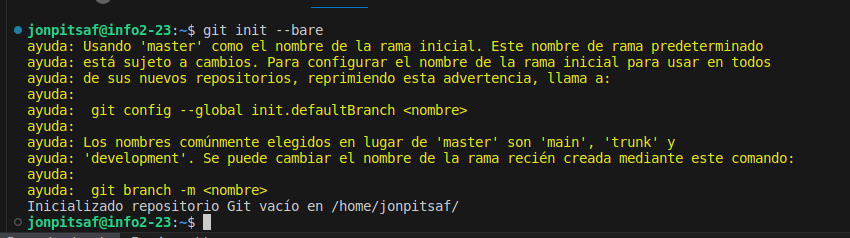 jonpitsaf@info2-23:~$ git init --bare
ayuda: Usando 'master' como el nombre de la rama inicial. Este nombre de rama predeterminado
ayuda: está sujeto a cambios. Para configurar el nombre de la rama inicial para usar en todos
ayuda: de sus nuevos repositorios, reprimiendo esta advertencia, llama a:
ayuda:
ayuda:  git config --global init.defaultBranch <nombre>
ayuda:
ayuda: Los nombres comúnmente elegidos en lugar de 'master' son 'main', 'trunk' y
ayuda: 'development'. Se puede cambiar el nombre de la rama recién creada mediante este comando:
ayuda:
ayuda:  git branch -m <nombre>
Inicializado repositorio Git vacío en /home/jonpitsaf/
jonpitsaf@info2-23:~$